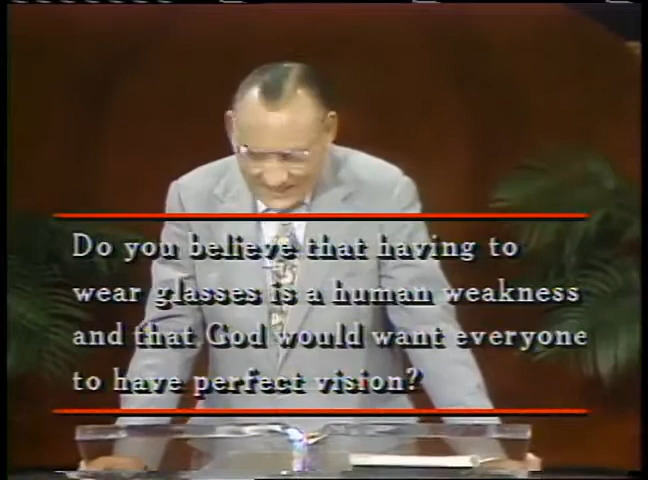 Do you believe that having to
wear glasses is a human weakness
and that God would want everyone
to have perfect vision?